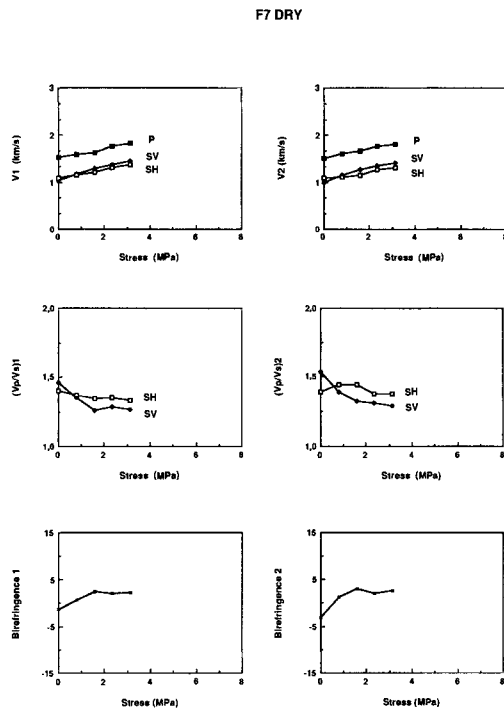 F7 DRY
V1 (km/s)
3
2
1
0
P
SV
SH
0 2 4 6 8
Stress (MPa)
V2 (km/s)
3
2
1
0
P
SV
SH
0 2 4 6 8
Stress (MPa)
(Vp/Vs)1
2,0
1,5
1,0
SH
SV
0 2 4 6 8
Stress (MPa)
(Vp/Vs)2
2,0
1,5
1,0
SH
SV
0 2 4 6 8
Stress (MPa)
Birefringence 1
15
5
-5
-15
0 2 4 6 8
Stress (MPa)
Birefringence 2
15
5
-5
-15
0 2 4 6 8
Stress (MPa)